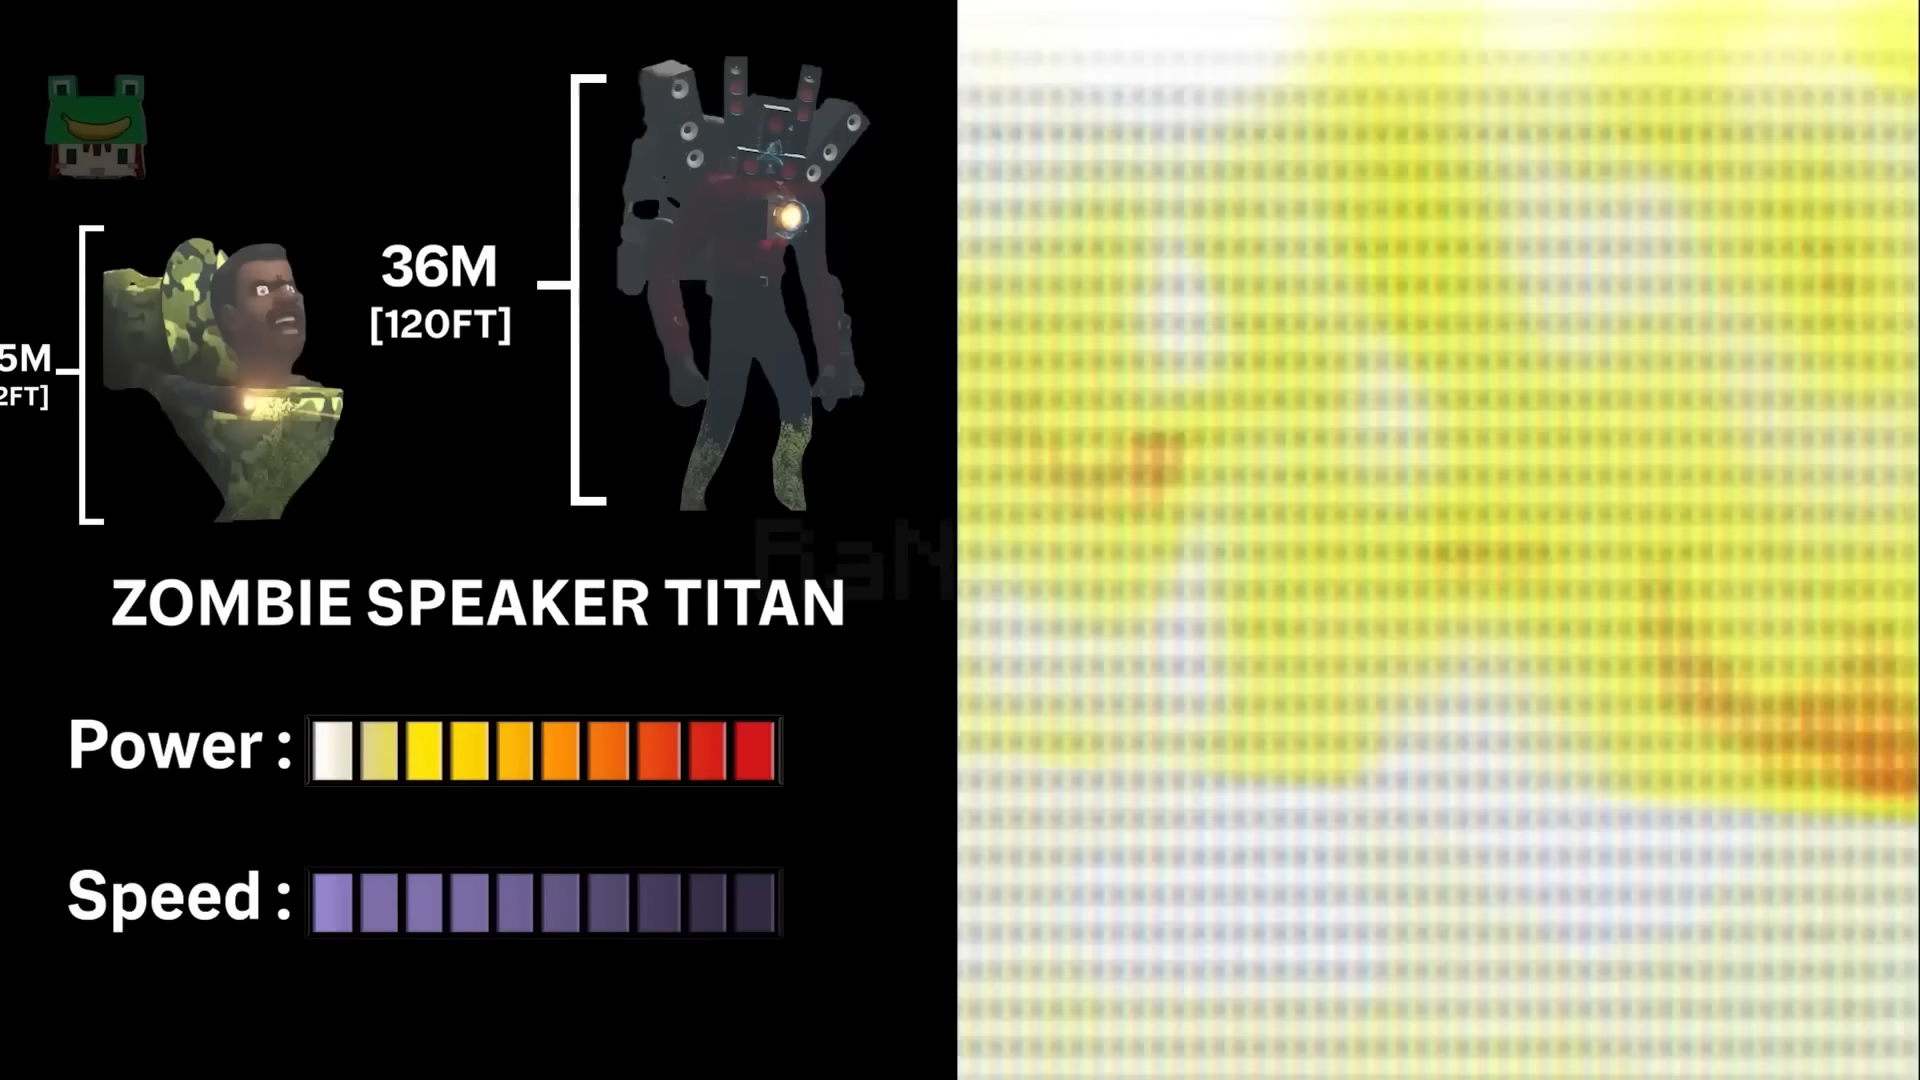 36M
[120FT]
5M
2FT]
ZOMBIE SPEAKER TITAN
Power :
Speed :